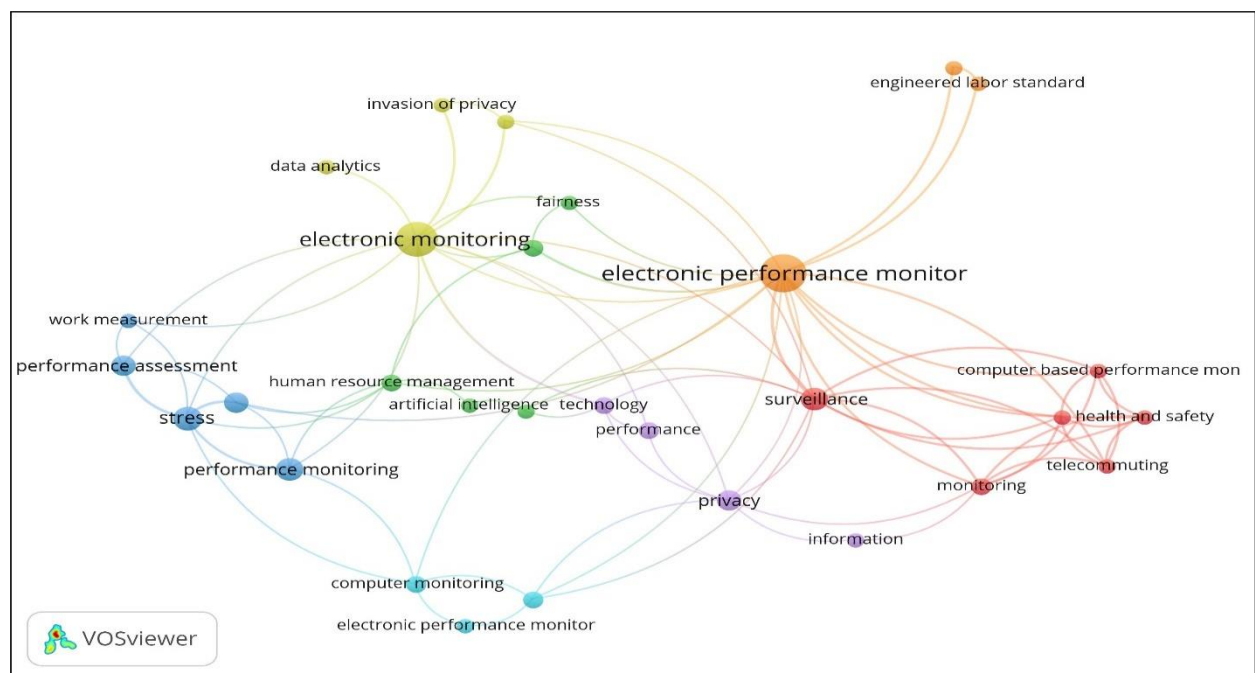 engineered labor standard
invasion of privacy
data analytics
fairness
electronic monitoring
electronic performance monitor
work measurement
performance assessment
computer based performance mon
human resource management
artificial intelligence
technology
surveillance
stress
health and safety
performance
performance monitoring
telecommuting
monitoring
privacy
information
computer monitoring
electronic performance monitor
VOSviewer